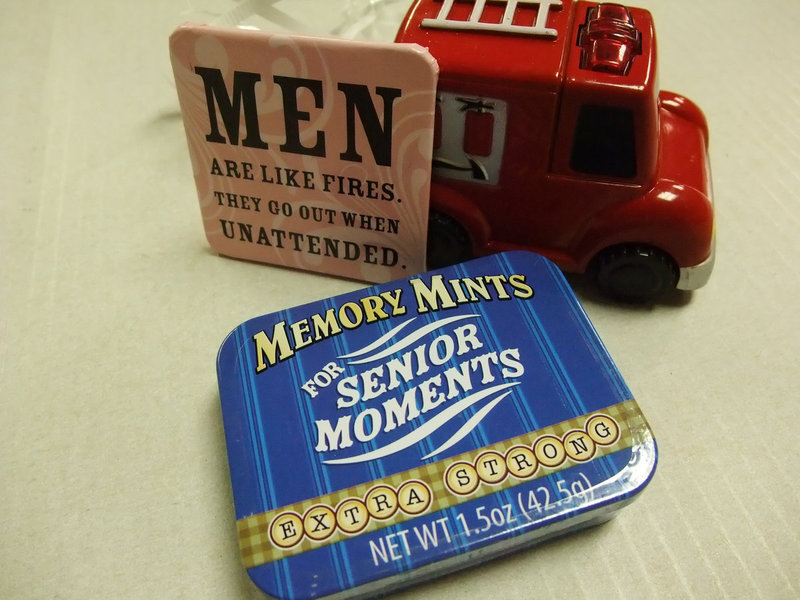 MEN
ARE LIKE FIRES.
THEY GO OUT WHEN
UNATTENDED.
MEMORY MINTS
FOR SENIOR
MOMENTS
EXTRA STRONG
NET WT 1.5oz (42.5g)